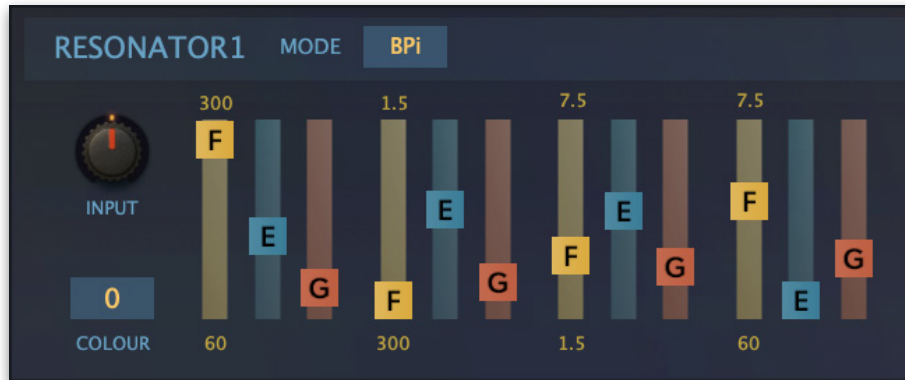 RESONATOR1 MODE BPi
300 1.5 7.5 7.5
F E G F E G F E G F E G
INPUT
0
COLOUR 60 300 1.5 60